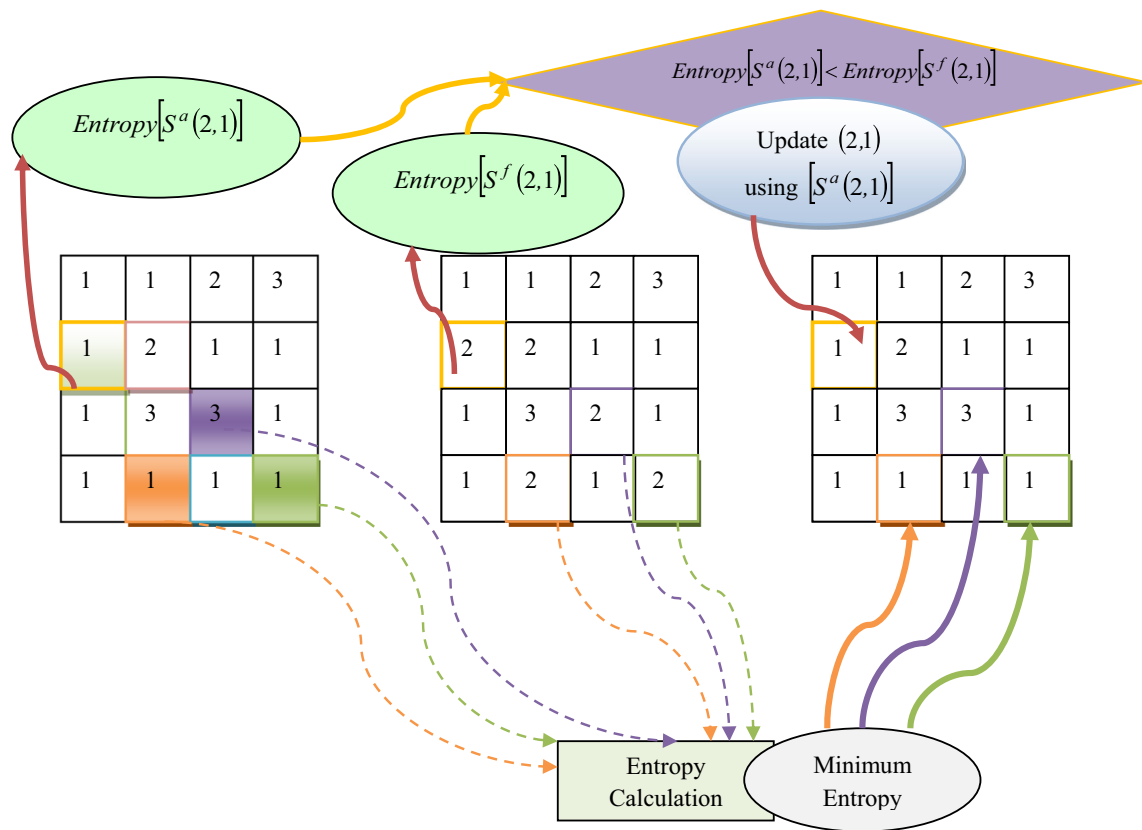 Entropy[S^a(2,1)] < Entropy[S^f(2,1)]
Entropy[S^a(2,1)]
Entropy[S^f(2,1)]
Update (2,1)
using [S^a(2,1)]
1 1 2 3
1 2 1 1
1 3 3 1
1 1 1 1
1 1 2 3
2 2 1 1
1 3 2 1
1 2 1 2
1 1 2 3
1 2 1 1
1 3 3 1
1 1 1 1
Entropy
Calculation
Minimum
Entropy